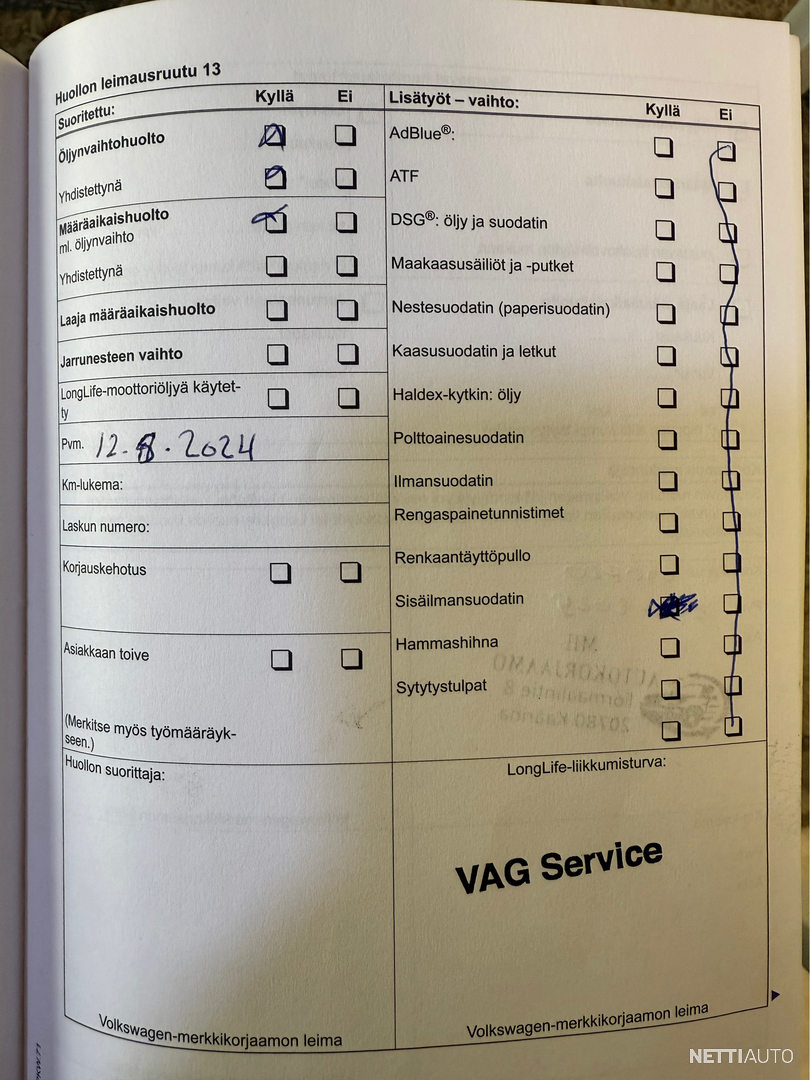 Huollon leimausruutu 13
Suoritettu: Kyllä Ei
Öljynvaihtohuolto
Yhdistettynä
Määräaikaishuolto
ml. öljynvaihto
Yhdistettynä
Laaja määräaikaishuolto
Jarrunesteen vaihto
LongLife-moottoriöljyä käytet-
ty
Pvm. 12.8.2024
Km-lukema:
Laskun numero:
Korjauskehotus
Asiakkaan toive
(Merkitse myös työmääräyk-
seen.)
Huollon suorittaja:
Volkswagen-merkkikorjaamon leima
Lisätyöt – vaihto: Kyllä Ei
AdBlue®:
ATF
DSG®: öljy ja suodatin
Maakaasusäiliöt ja -putket
Nestesuodatin (paperisuodatin)
Kaasusuodatin ja letkut
Haldex-kytkin: öljy
Polttoainesuodatin
Ilmansuodatin
Rengaspainetunnistimet
Renkaantäyttöpullo
Sisäilmansuodatin
Hammashihna
Sytytystulpat
LongLife-liikkumisturva:
VAG Service
Volkswagen-merkkikorjaamon leima
NETTIAUTO